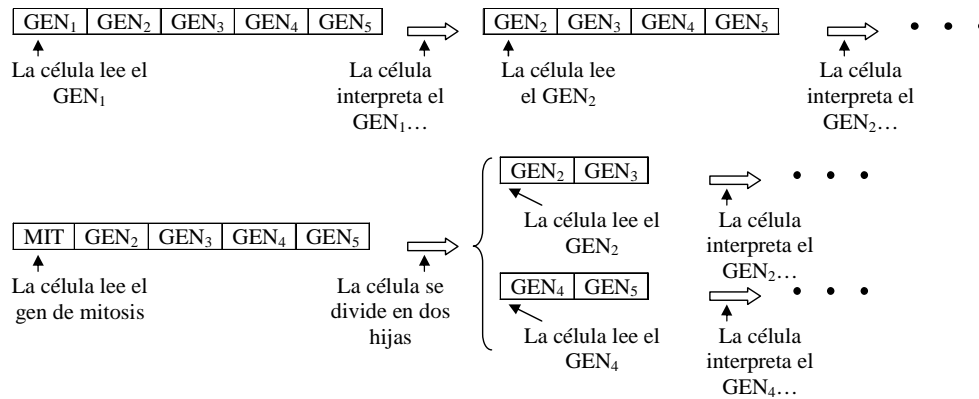 GEN₁ GEN₂ GEN₃ GEN₄ GEN₅
La célula lee el
GEN₁
La célula
interpreta el
GEN₁…
GEN₂ GEN₃ GEN₄ GEN₅
La célula lee
el GEN₂
La célula
interpreta el
GEN₂…
MIT GEN₂ GEN₃ GEN₄ GEN₅
La célula lee el
gen de mitosis
La célula se
divide en dos
hijas
GEN₂ GEN₃
La célula lee el
GEN₂
La célula
interpreta el
GEN₂…
GEN₄ GEN₅
La célula lee el
GEN₄
La célula
interpreta el
GEN₄…